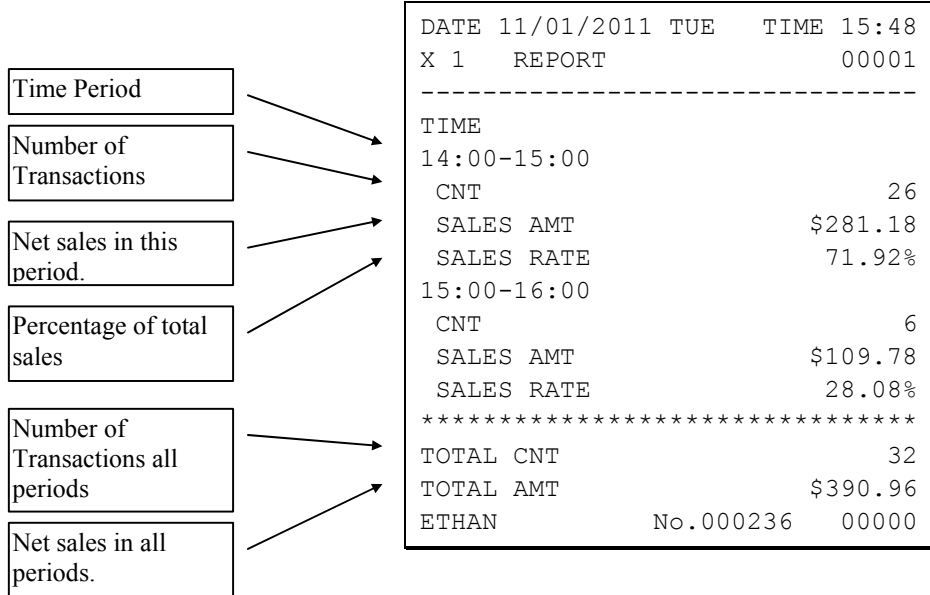 Time Period
Number of
Transactions
Net sales in this
period.
Percentage of total
sales
Number of
Transactions all
periods
Net sales in all
periods.
DATE 11/01/2011 TUE TIME 15:48
X 1 REPORT 00001
--------------------------------
TIME
14:00-15:00
CNT 26
SALES AMT $281.18
SALES RATE 71.92%
15:00-16:00
CNT 6
SALES AMT $109.78
SALES RATE 28.08%
********************************
TOTAL CNT 32
TOTAL AMT $390.96
ETHAN No.000236 00000